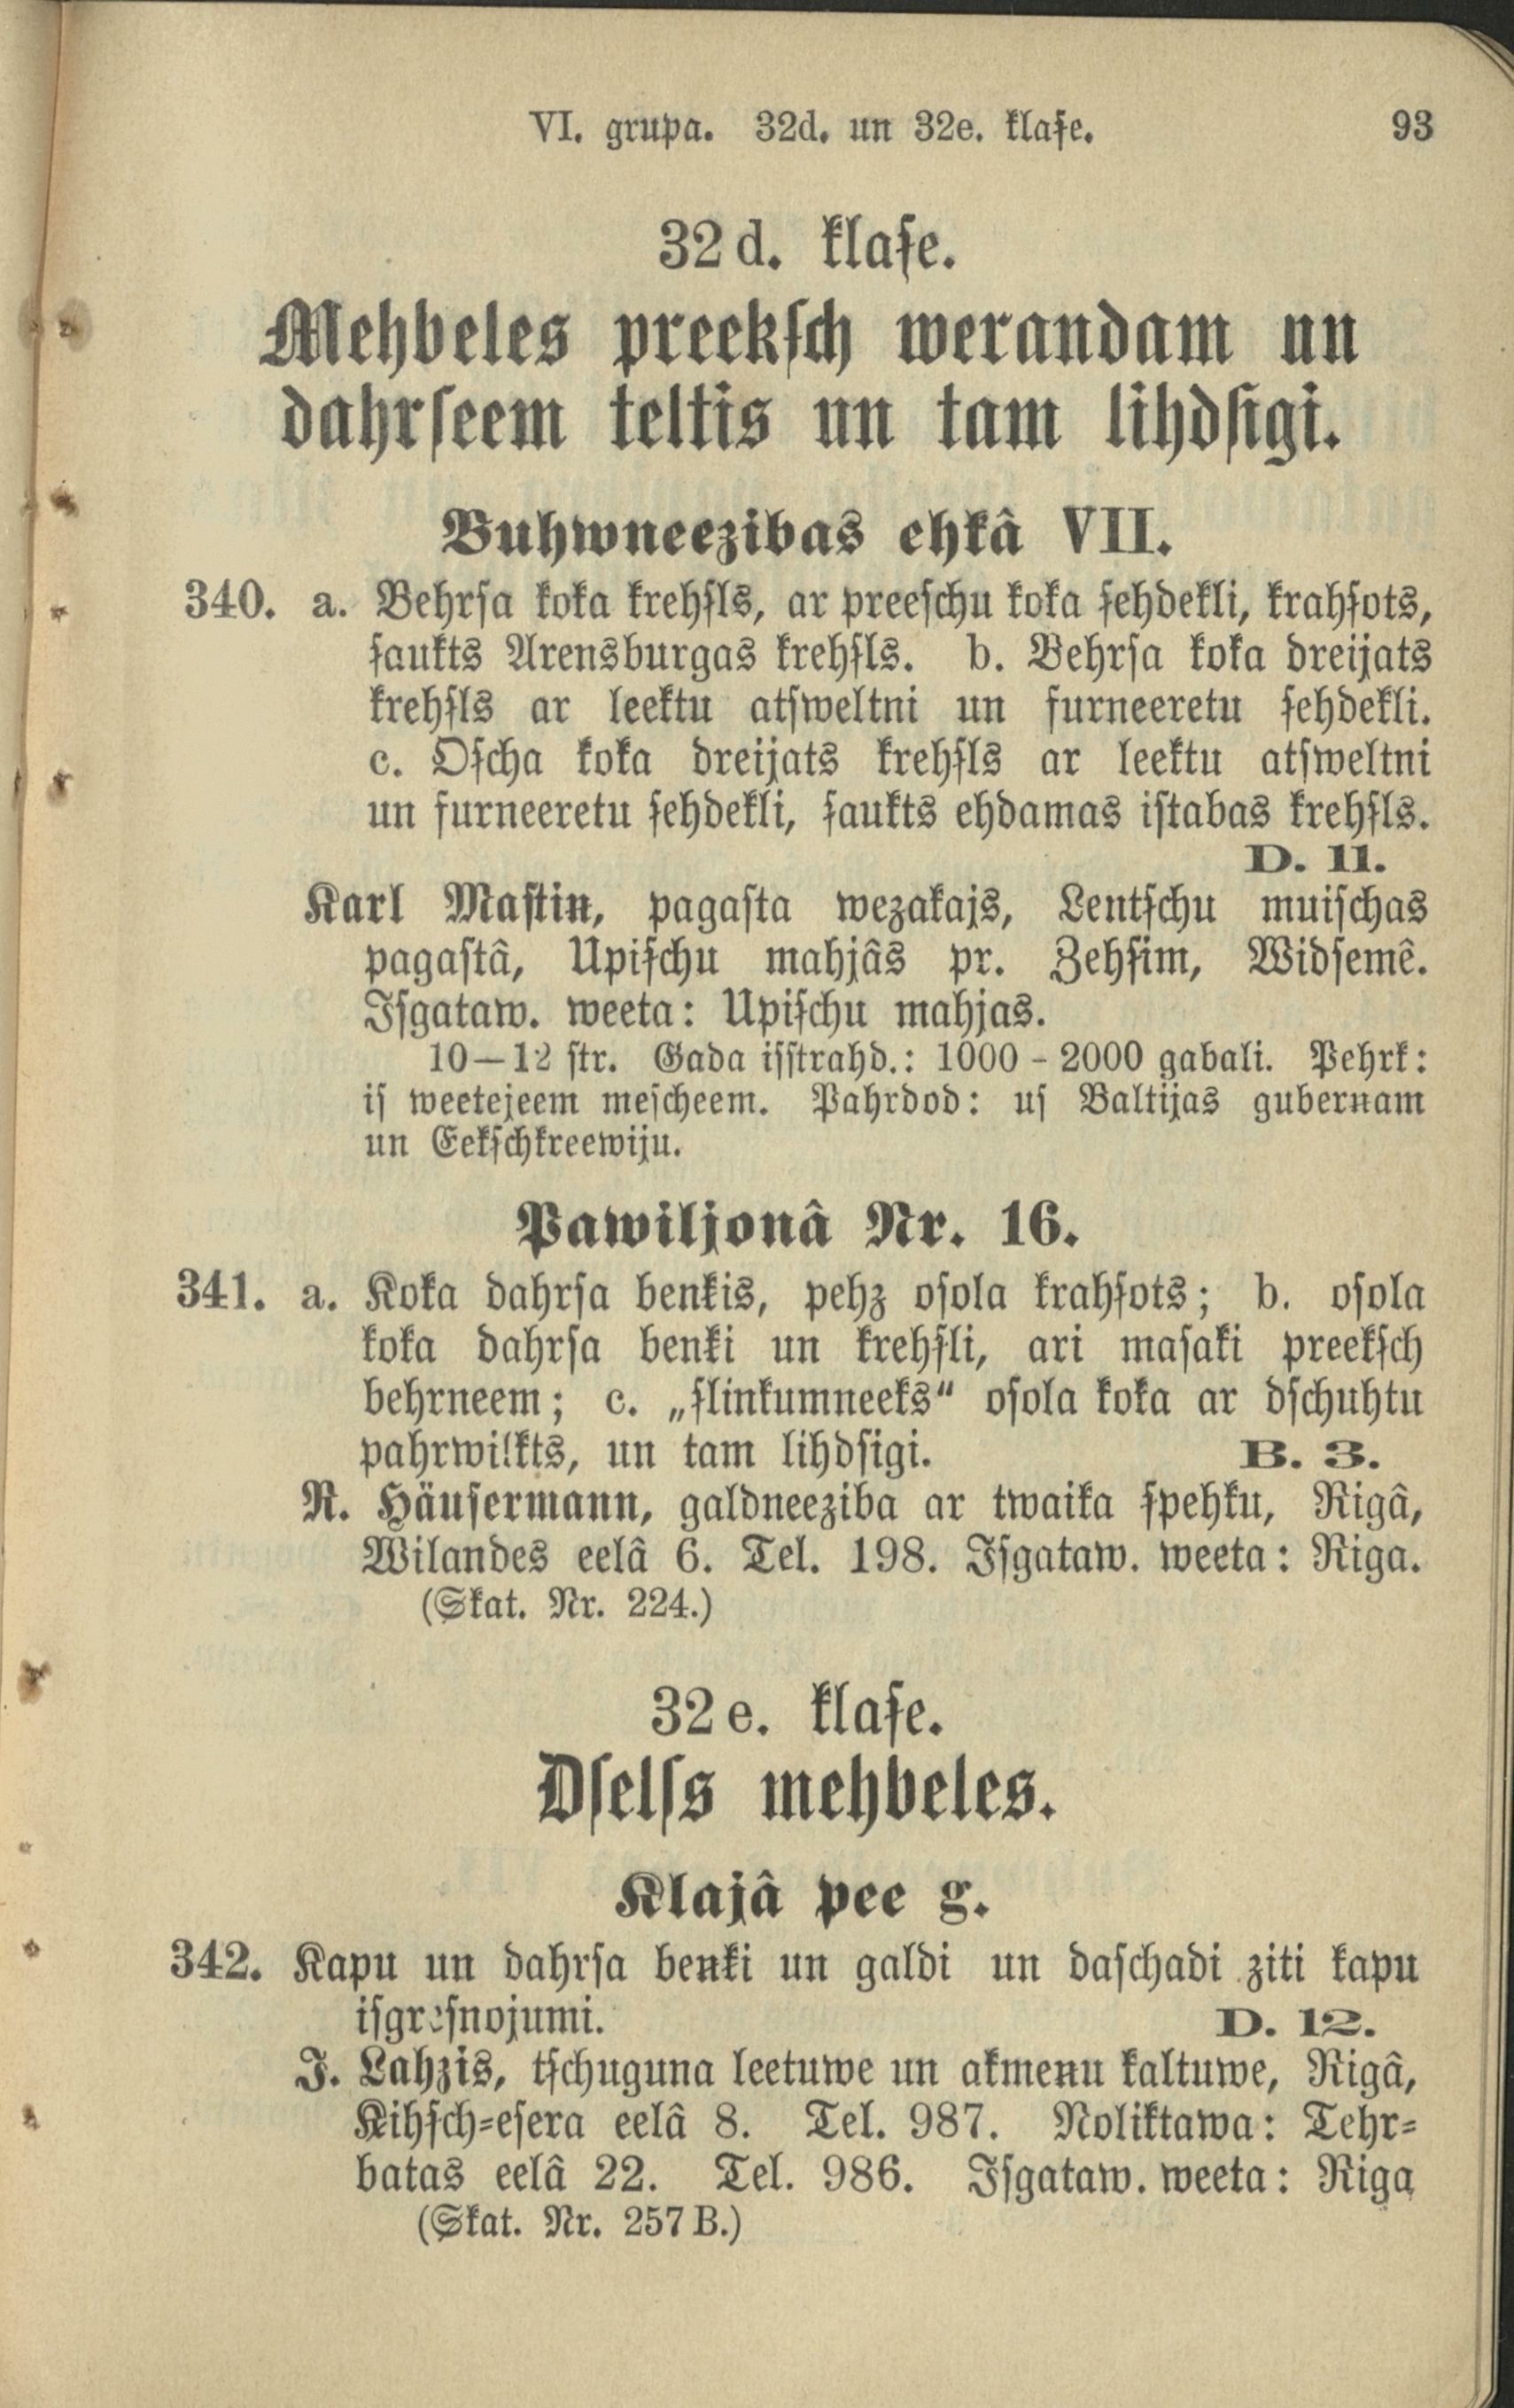 VI. grupa. 32d. un 32e. klaſe. 93
32 d. klaſe.
Mehbeles preekſch werandam un
dahrſeem teltis un tam lihdſigi.
Buhwneezibas ehkâ VII.
340. a. Behrſa koka krehſls, ar preeſchu koka ſehdekli, krahſots,
ſaukts Arensburgas krehſls. b. Behrſa koka dreijats
krehſls ar leektu atſweltni un furneeretu ſehdekli.
c. Oſcha koka dreijats krehſls ar leektu atſweltni
un furneeretu ſehdekli, ſaukts ehdamas iſtabas krehſls.
D. 11.
Karl Maſtin, pagaſta wezakajs, Lentſchu muiſchas
pagaſtâ, Upiſchu mahjâs pr. Zehſim, Widſemê.
Iſgataw. weeta: Upiſchu mahjas.
10—12 ſtr. Gada iſſtrahd.: 1000 - 2000 gabali. Pehrk:
iſ weetejeem meſcheem. Pahrdod: uſ Baltijas gubernam
un Eekſchkreewiju.
Pawiljonâ Nr. 16.
341. a. Koka dahrſa benkis, pehz oſola krahſots; b. oſola
koka dahrſa benki un krehſli, ari maſaki preekſch
behrneem; c. „ſlinkumneeks“ oſola koka ar dſchuhtu
pahrwilkts, un tam lihdſigi. B. 3.
R. Häuſermann, galdneeziba ar twaika ſpehku, Rigâ,
Wilandes eelâ 6. Tel. 198. Iſgataw. weeta: Riga.
(Skat. Nr. 224.)
32 e. klaſe.
Dſelſs mehbeles.
Klajâ pee g.
342. Kapu un dahrſa benki un galdi un daſchadi ziti kapu
iſgreſnojumi. D. 12.
J. Lahzis, tſchuguna leetuwe un akmenu kaltuwe, Rigâ,
Kihſch-eſera eelâ 8. Tel. 987. Noliktawa: Tehr-
batas eelâ 22. Tel. 986. Iſgataw. weeta: Riga
(Skat. Nr. 257 B.)